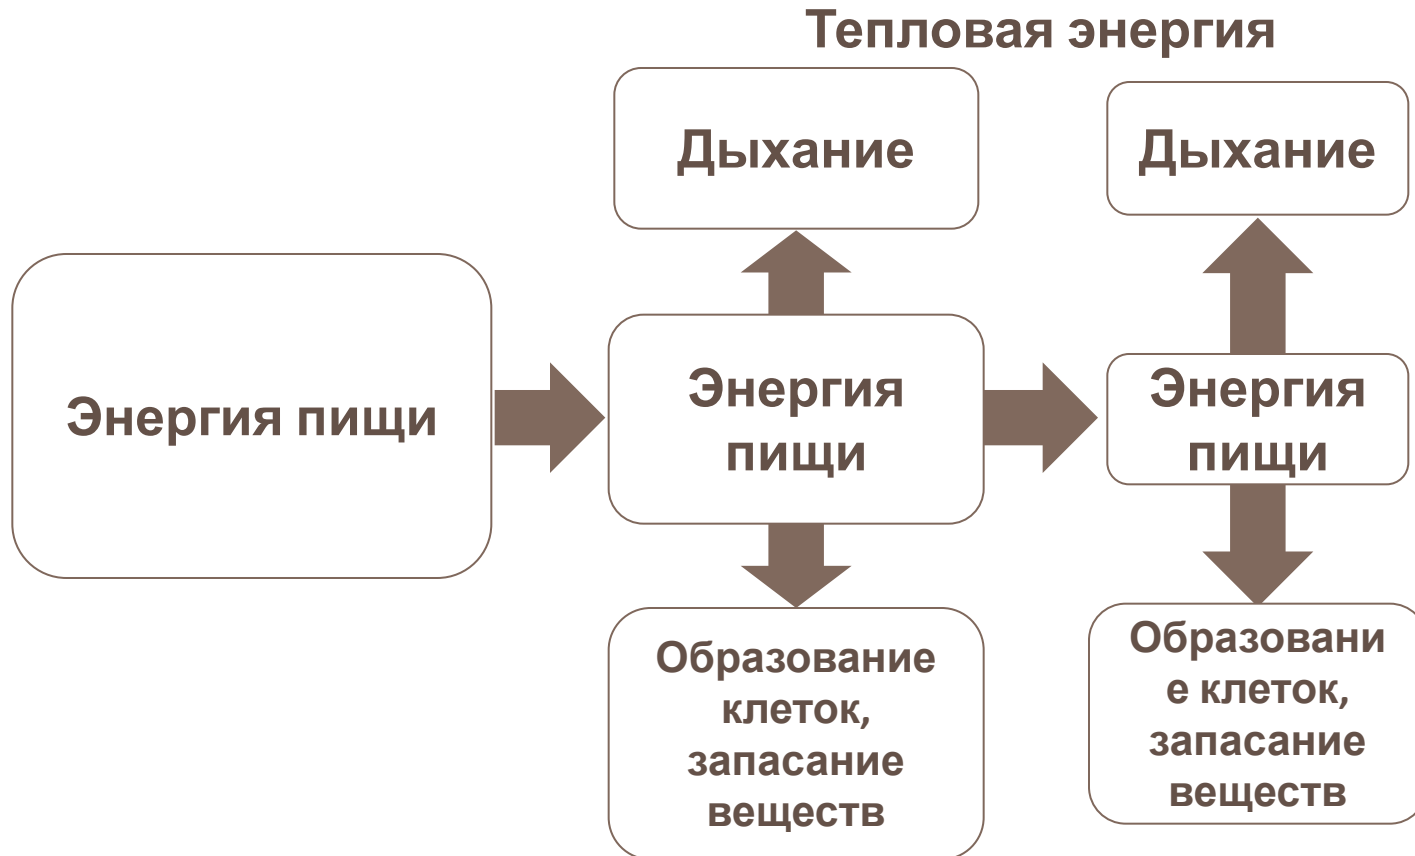 Тепловая энергия
Дыхание
Дыхание
Энергия пищи
Энергия
пищи
Энергия
пищи
Образование
клеток,
запасание
веществ
Образовани
е клеток,
запасание
веществ